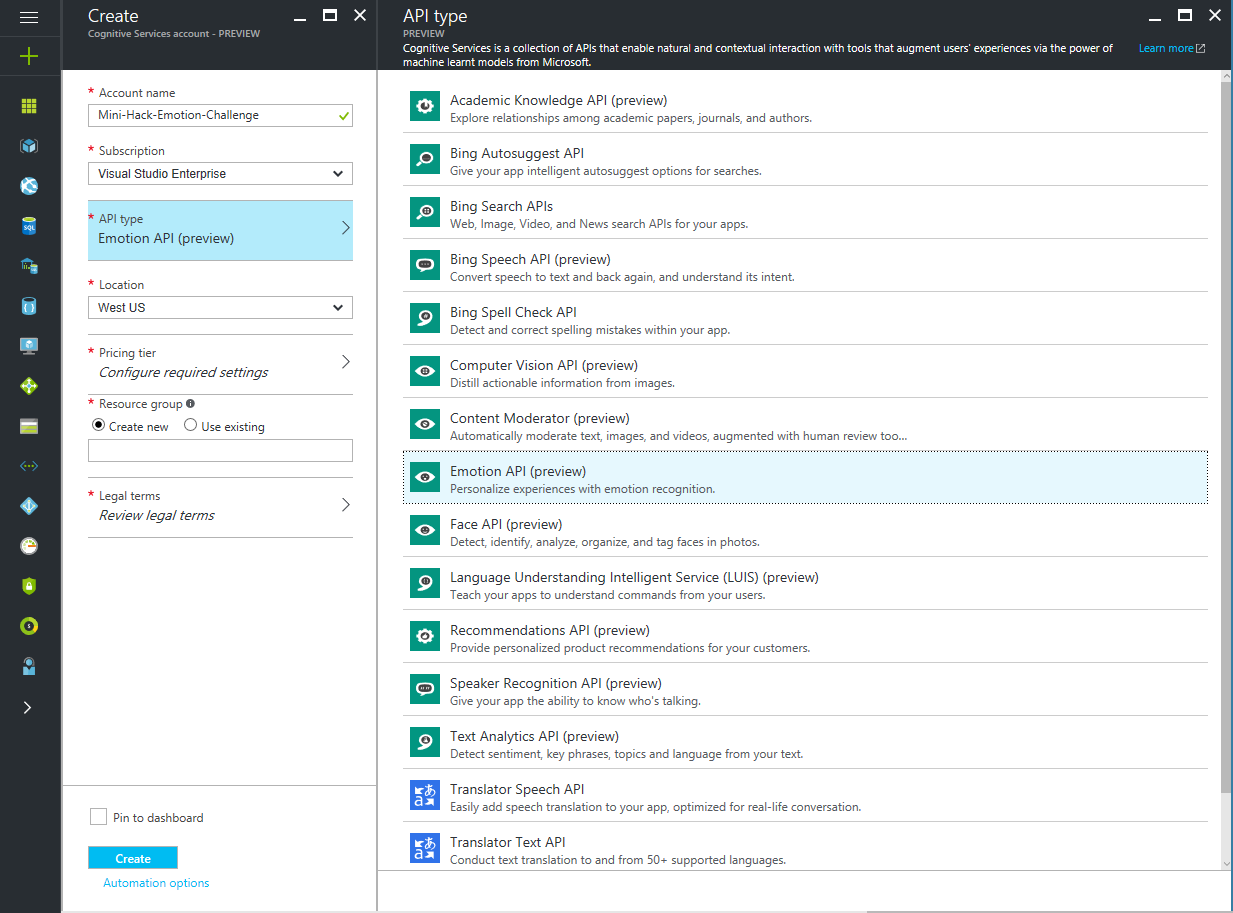 Create
Cognitive Services account - PREVIEW
* Account name
Mini-Hack-Emotion-Challenge
* Subscription
Visual Studio Enterprise
* API type
Emotion API (preview)
* Location
West US
* Pricing tier
Configure required settings
* Resource group
Create new Use existing
* Legal terms
Review legal terms
Pin to dashboard
Create
Automation options
API type
PREVIEW
Cognitive Services is a collection of APIs that enable natural and contextual interaction with tools that augment users' experiences via the power of
machine learnt models from Microsoft.
Learn more
Academic Knowledge API (preview)
Explore relationships among academic papers, journals, and authors.
Bing Autosuggest API
Give your app intelligent autosuggest options for searches.
Bing Search APIs
Web, Image, Video, and News search APIs for your apps.
Bing Speech API (preview)
Convert speech to text and back again, and understand its intent.
Bing Spell Check API
Detect and correct spelling mistakes within your app.
Computer Vision API (preview)
Distill actionable information from images.
Content Moderator (preview)
Automatically moderate text, images, and videos, augmented with human review too...
Emotion API (preview)
Personalize experiences with emotion recognition.
Face API (preview)
Detect, identify, analyze, organize, and tag faces in photos.
Language Understanding Intelligent Service (LUIS) (preview)
Teach your apps to understand commands from your users.
Recommendations API (preview)
Provide personalized product recommendations for your customers.
Speaker Recognition API (preview)
Give your app the ability to know who's talking.
Text Analytics API (preview)
Detect sentiment, key phrases, topics and language from your text.
Translator Speech API
Easily add speech translation to your app, optimized for real-life conversation.
Translator Text API
Conduct text translation to and from 50+ supported languages.
SQL